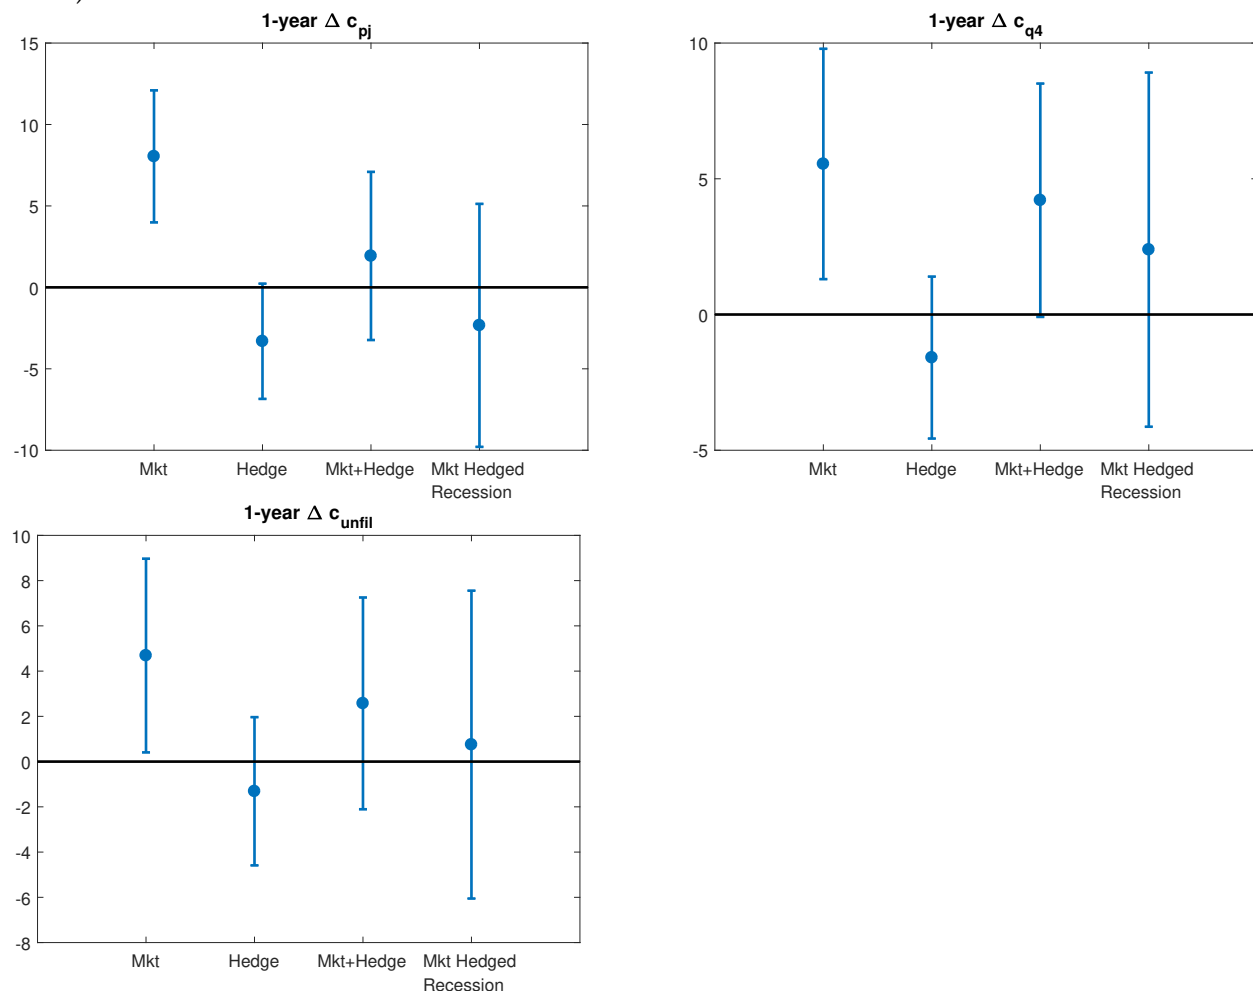 )
1-year Δ c_pj
15
10
5
0
-5
-10
Mkt Hedge Mkt+Hedge Mkt Hedged
Recession
1-year Δ c_q4
10
5
0
-5
Mkt Hedge Mkt+Hedge Mkt Hedged
Recession
1-year Δ c_unfil
10
8
6
4
2
0
-2
-4
-6
-8
Mkt Hedge Mkt+Hedge Mkt Hedged
Recession